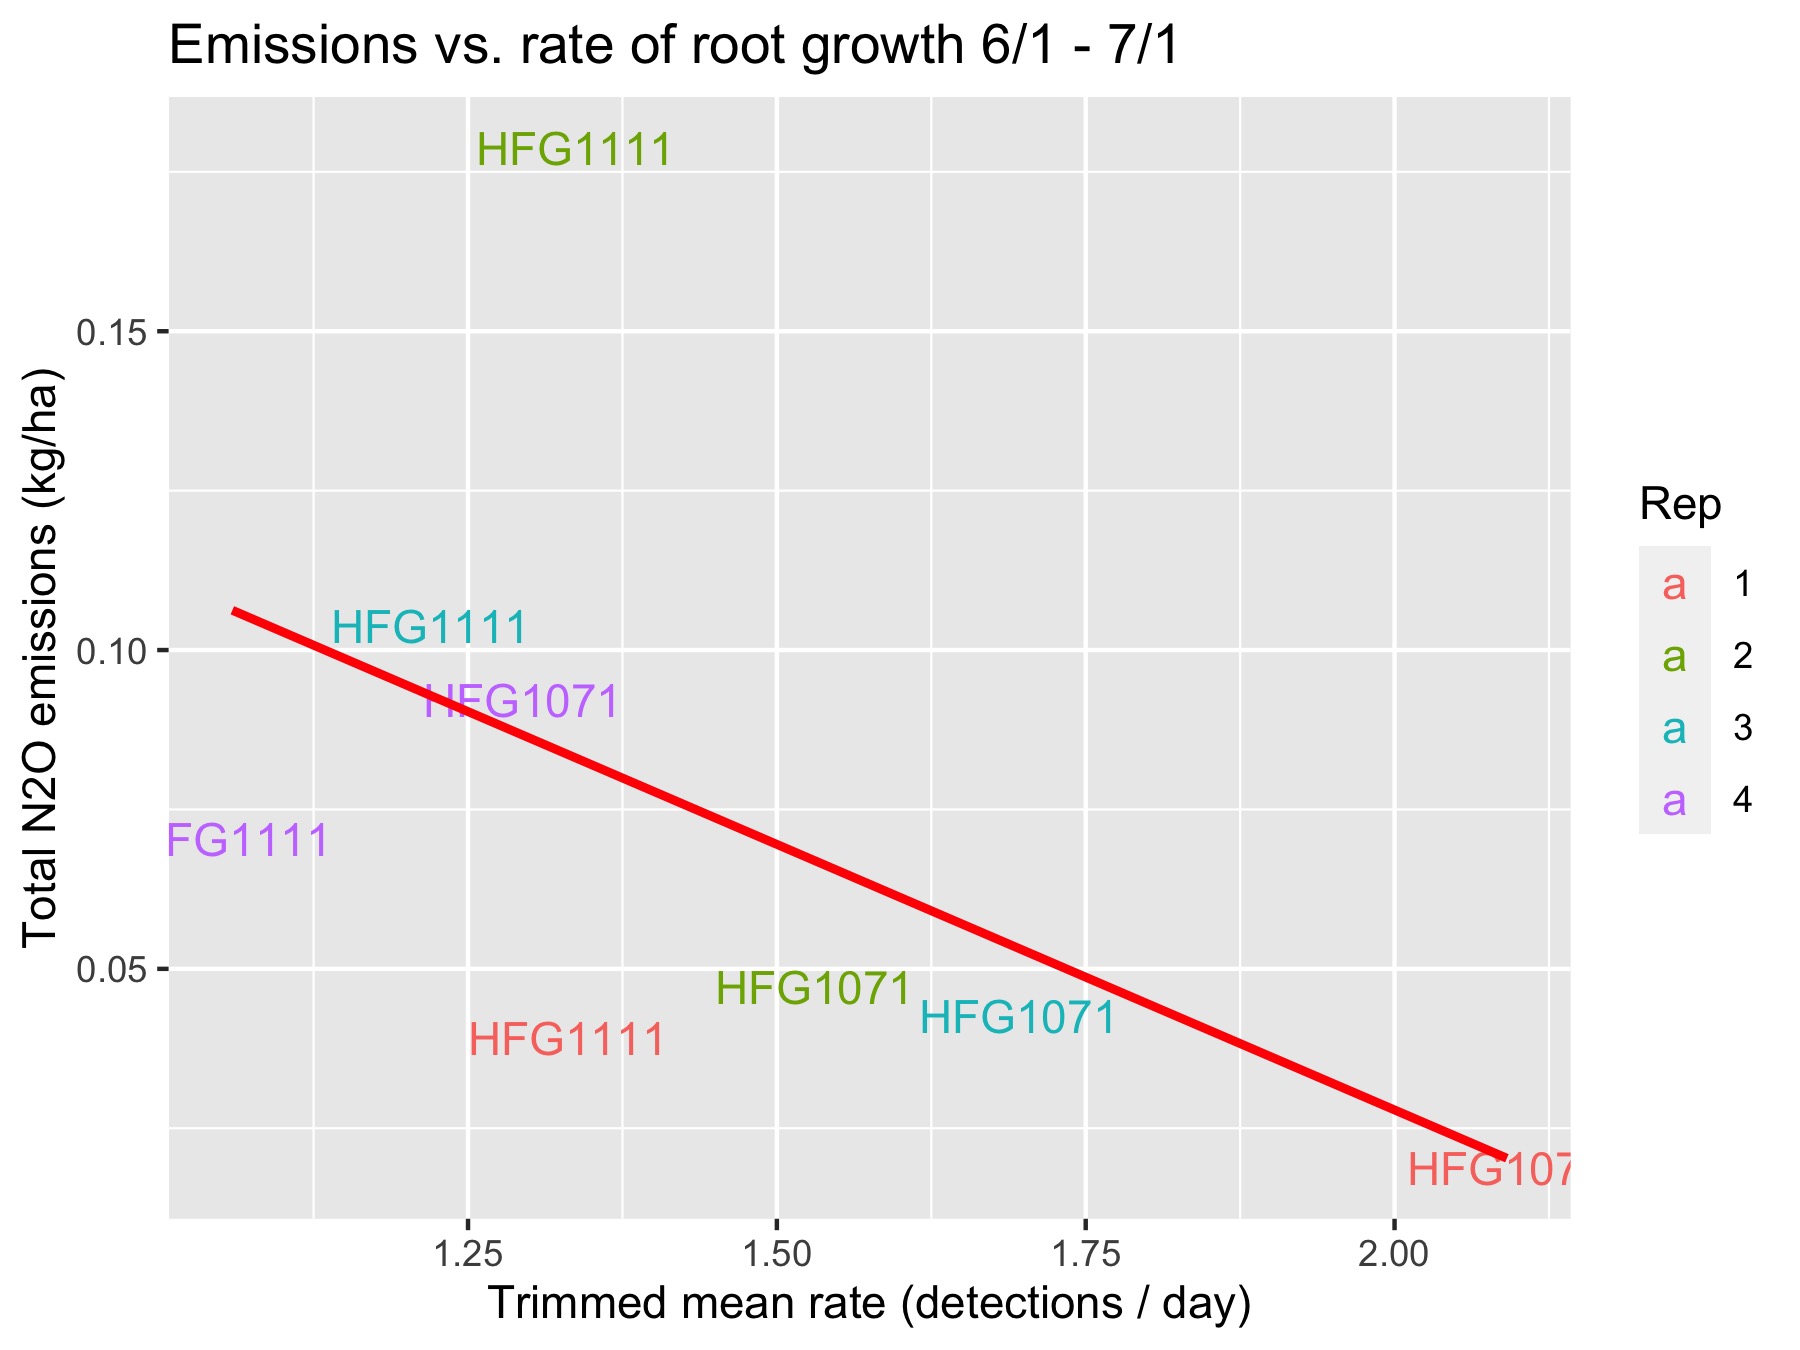 Emissions vs. rate of root growth 6/1 - 7/1
HFG1111
0.15
Total N2O emissions (kg/ha)
Rep
a 1
HFG1111
0.10
a 2
HFG1071
a 3
a 4
FG1111
0.05
HFG1071
HFG1071
HFG1111
HFG107
1.25 1.50 1.75 2.00
Trimmed mean rate (detections / day)